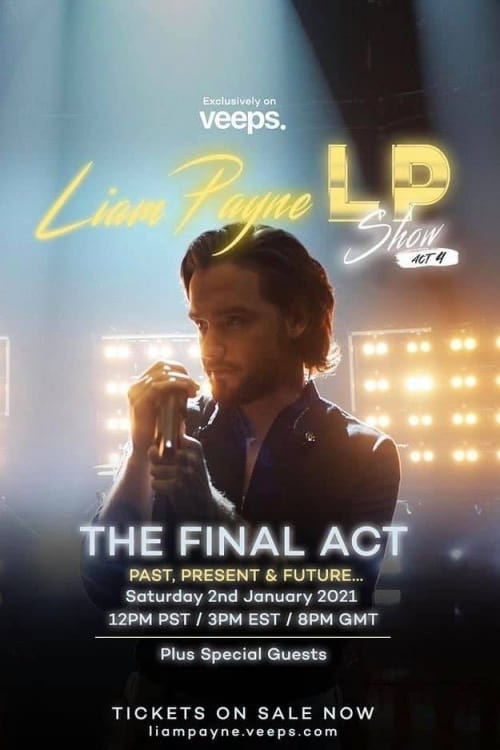 Exclusively on
veeps.
Liam Payne LP
Show
ACT 4
THE FINAL ACT
PAST, PRESENT & FUTURE...
Saturday 2nd January 2021
12PM PST / 3PM EST / 8PM GMT
Plus Special Guests
TICKETS ON SALE NOW
liampayne.veeps.com